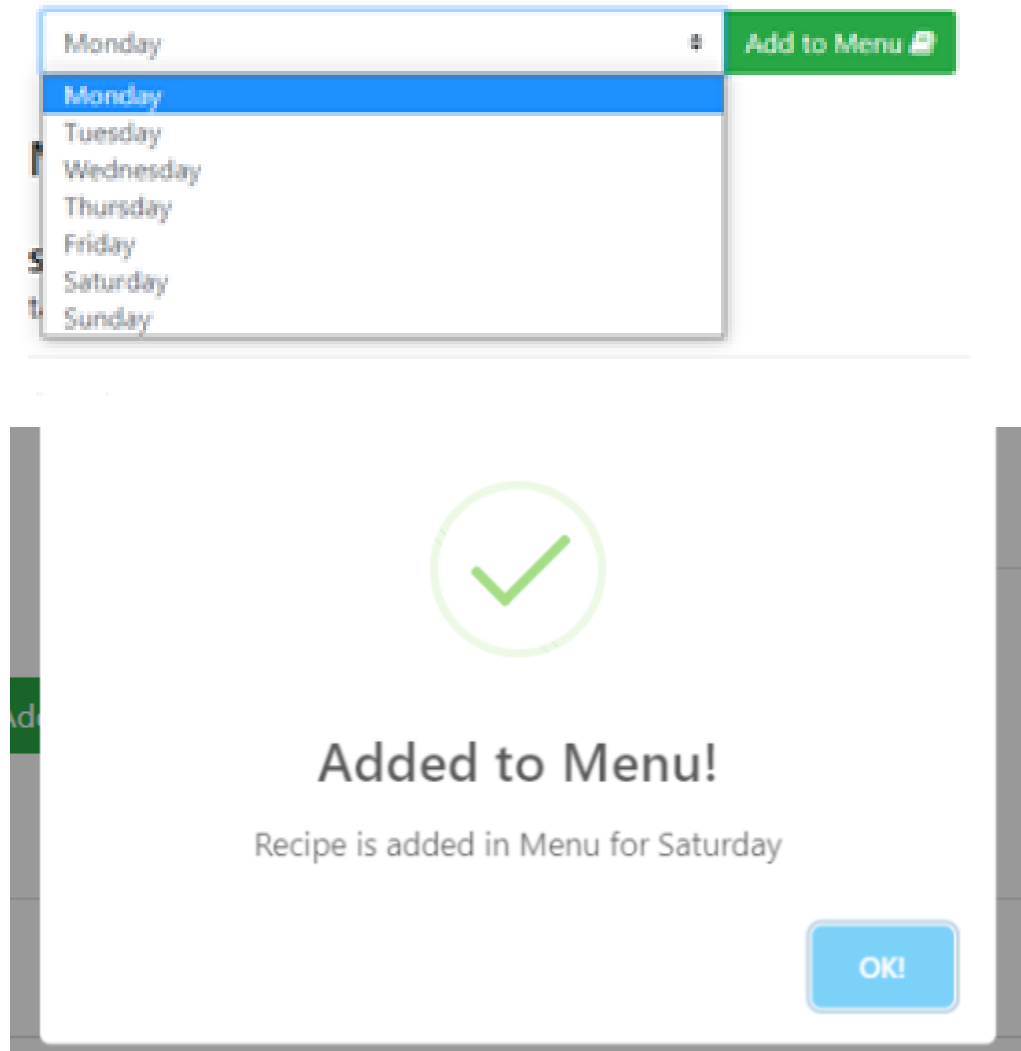 Monday
Add to Menu
Monday
Tuesday
Wednesday
Thursday
Friday
Saturday
Sunday
Added to Menu!
Recipe is added in Menu for Saturday
OK!